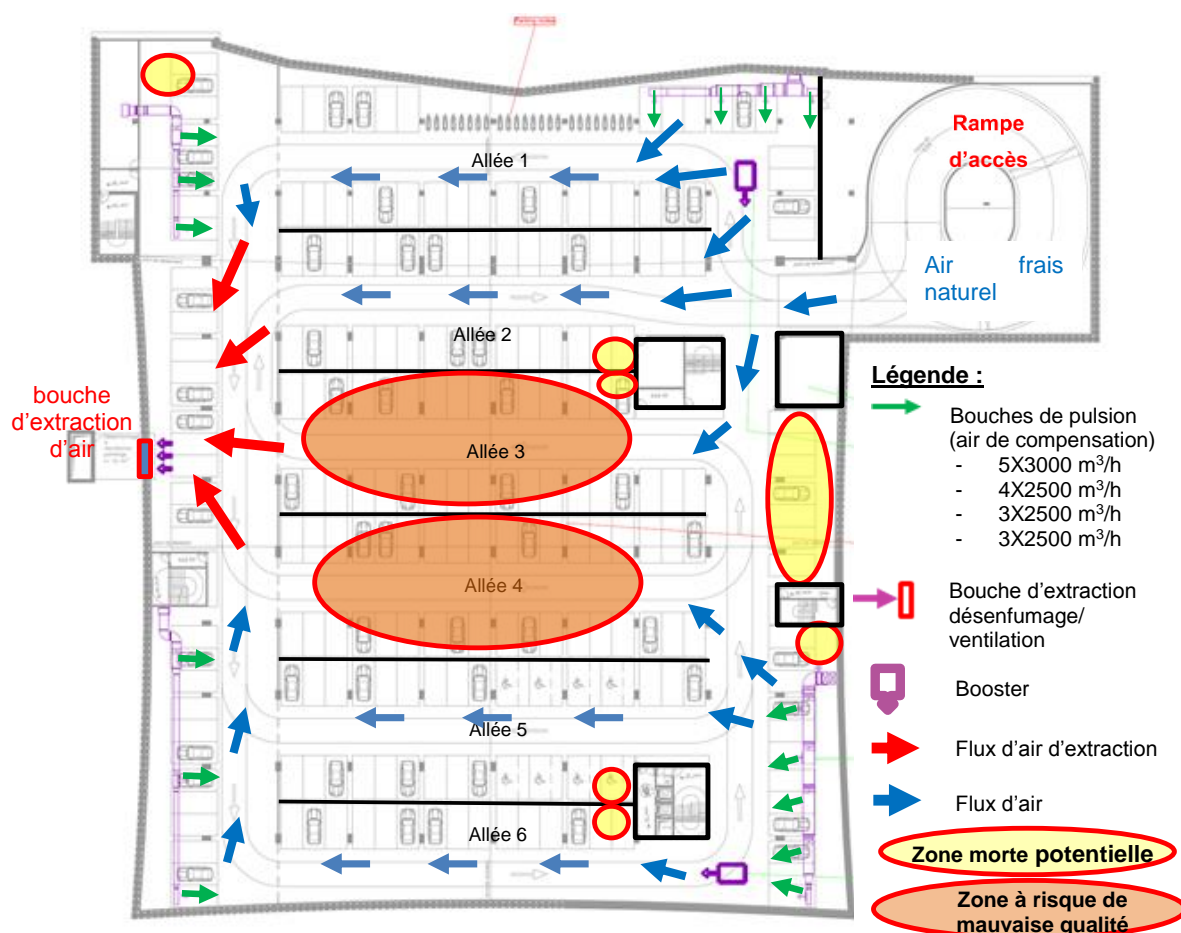 Rampe
d'accès
Allée 1
Air frais
naturel
Allée 2
bouche
d'extraction
d'air
Allée 3
Allée 4
Allée 5
Allée 6
Légende :
Bouches de pulsion
(air de compensation)
- 5X3000 m³/h
- 4X2500 m³/h
- 3X2500 m³/h
- 3X2500 m³/h
Bouche d'extraction
désenfumage/
ventilation
Booster
Flux d'air d'extraction
Flux d'air
Zone morte potentielle
Zone à risque de
mauvaise qualité